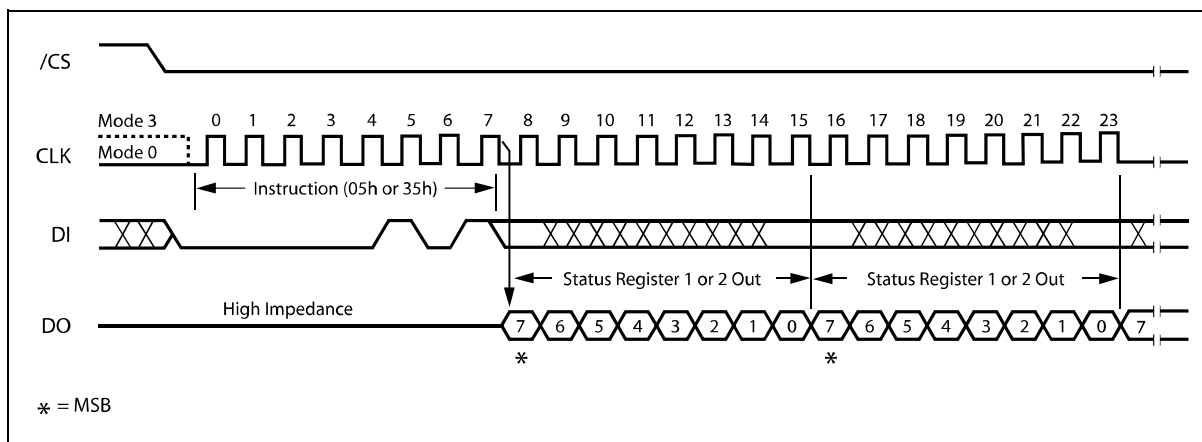 /CS
Mode 3
0 1 2 3 4 5 6 7 8 9 10 11 12 13 14 15 16 17 18 19 20 21 22 23
CLK
Mode 0
Instruction (05h or 35h)
DI
Status Register 1 or 2 Out Status Register 1 or 2 Out
High Impedance
DO
7 6 5 4 3 2 1 0 7 6 5 4 3 2 1 0 7
* *
* = MSB